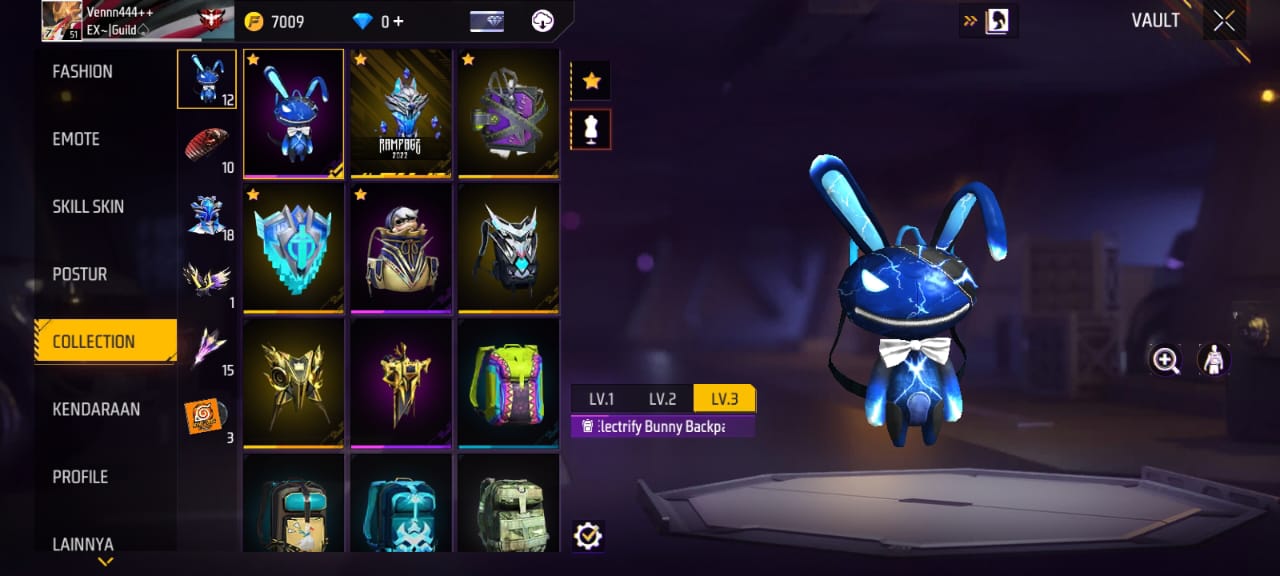 Vennn444++
EX~|Guild♤
51
7009
0+
VAULT
FASHION
EMOTE
SKILL SKIN
POSTUR
COLLECTION
KENDARAAN
PROFILE
LAINNYA
12
10
18
1
15
3
RAMPAGE
2022
LV.1
LV.2
LV.3
lectrify Bunny Backpa